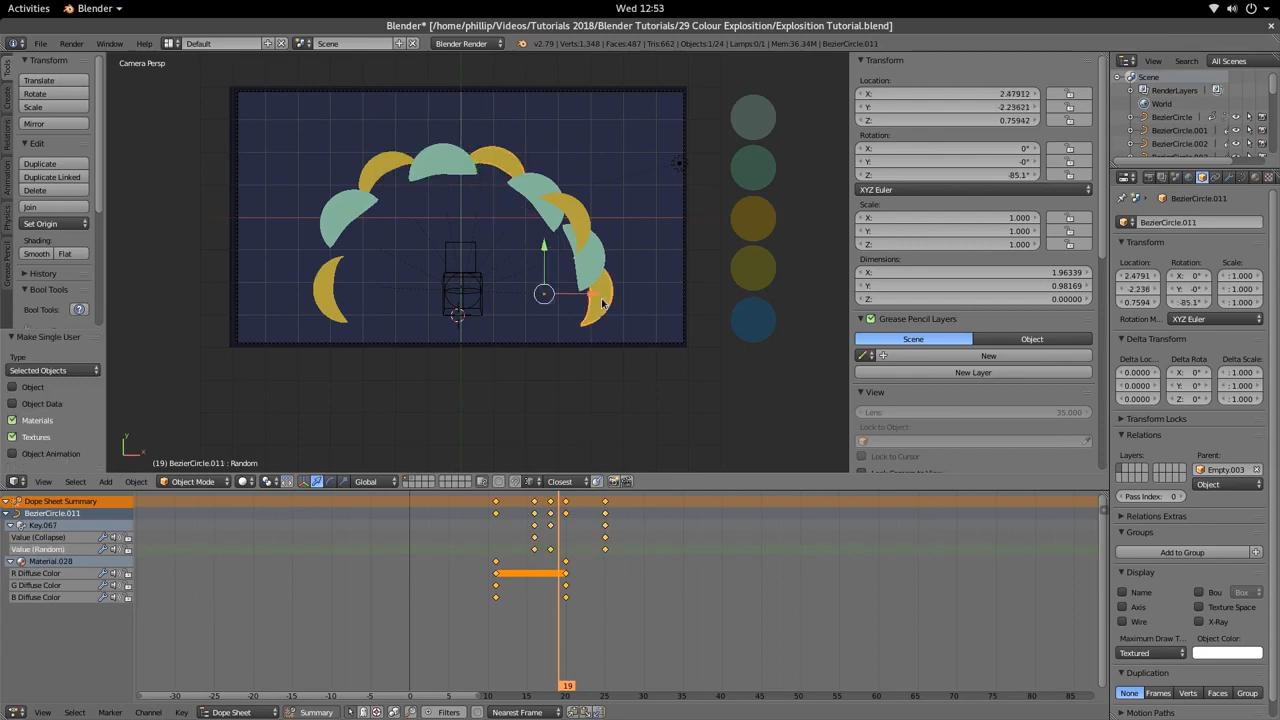 Activities Blender Wed 12:53
Blender* [/home/phillip/Videos/Tutorials 2018/Blender Tutorials/29 Colour Explosition/Explosition Tutorial.blend]
File Render Window Help Default Scene Blender Render v2.79 | Verts:1,348 | Faces:487 | Tris:662 | Objects:1/24 | Lamps:0/1 | Mem:36.34M | BezierCircle.011
Tools
Create
Relations
Animation
Physics
Grease Pencil
Transform
Translate
Rotate
Scale
Mirror
Edit
Duplicate
Duplicate Linked
Delete
Join
Set Origin
Shading:
Smooth Flat
History
Bool Tools
Bool Tools:
Make Single User
Type
Selected Objects
Object
Object Data
Materials
Textures
Object Animation
Camera Persp
(19) BezierCircle.011 : Random
Transform
Location:
X: 2.47912
Y: -2.23621
Z: 0.75942
Rotation:
X: 0°
Y: -0°
Z: -85.1°
XYZ Euler
Scale:
X: 1.000
Y: 1.000
Z: 1.000
Dimensions:
X: 1.96339
Y: 0.98169
Z: 0.00000
Grease Pencil Layers
Scene Object
New
New Layer
View
Lens: 35.000
Lock to Object:
Lock to Cursor
View Search All Scenes
Scene
RenderLayers
World
BezierCircle
BezierCircle.001
BezierCircle.002
BezierCircle.011
BezierCircle.011
Transform
Location: Rotation: Scale:
2.4791 X: 0° : 1.000
-2.236 Y: -0° : 1.000
0.7594 -85.1° : 1.000
Rotation M... XYZ Euler
Delta Transform
Delta Loc... Delta Rota Delta Scale:
0.0000 X: 0° : 1.000
0.0000 Y: 0° : 1.000
0.0000 Z: 0° : 1.000
Transform Locks
Relations
Layers: Parent:
Empty.003
Pass Index: 0 Object
Relations Extras
Groups
Add to Group
Display
Name Bou Box
Axis Texture Space
Wire X-Ray
Maximum Draw T... Object Color:
Textured
Duplication
None Frames Verts Faces Group
Motion Paths
View Select Add Object Object Mode Global Closest
Dope Sheet Summary
BezierCircle.011
Key.067
Value (Collapse)
Value (Random)
Material.028
R Diffuse Color
G Diffuse Color
B Diffuse Color
-30 -25 -20 -15 -10 -5 0 5 10 15 19 20 25 30 35 40 45 50 55 60 65 70 75 80 85
View Select Marker Channel Key Dope Sheet Summary Filters Nearest Frame